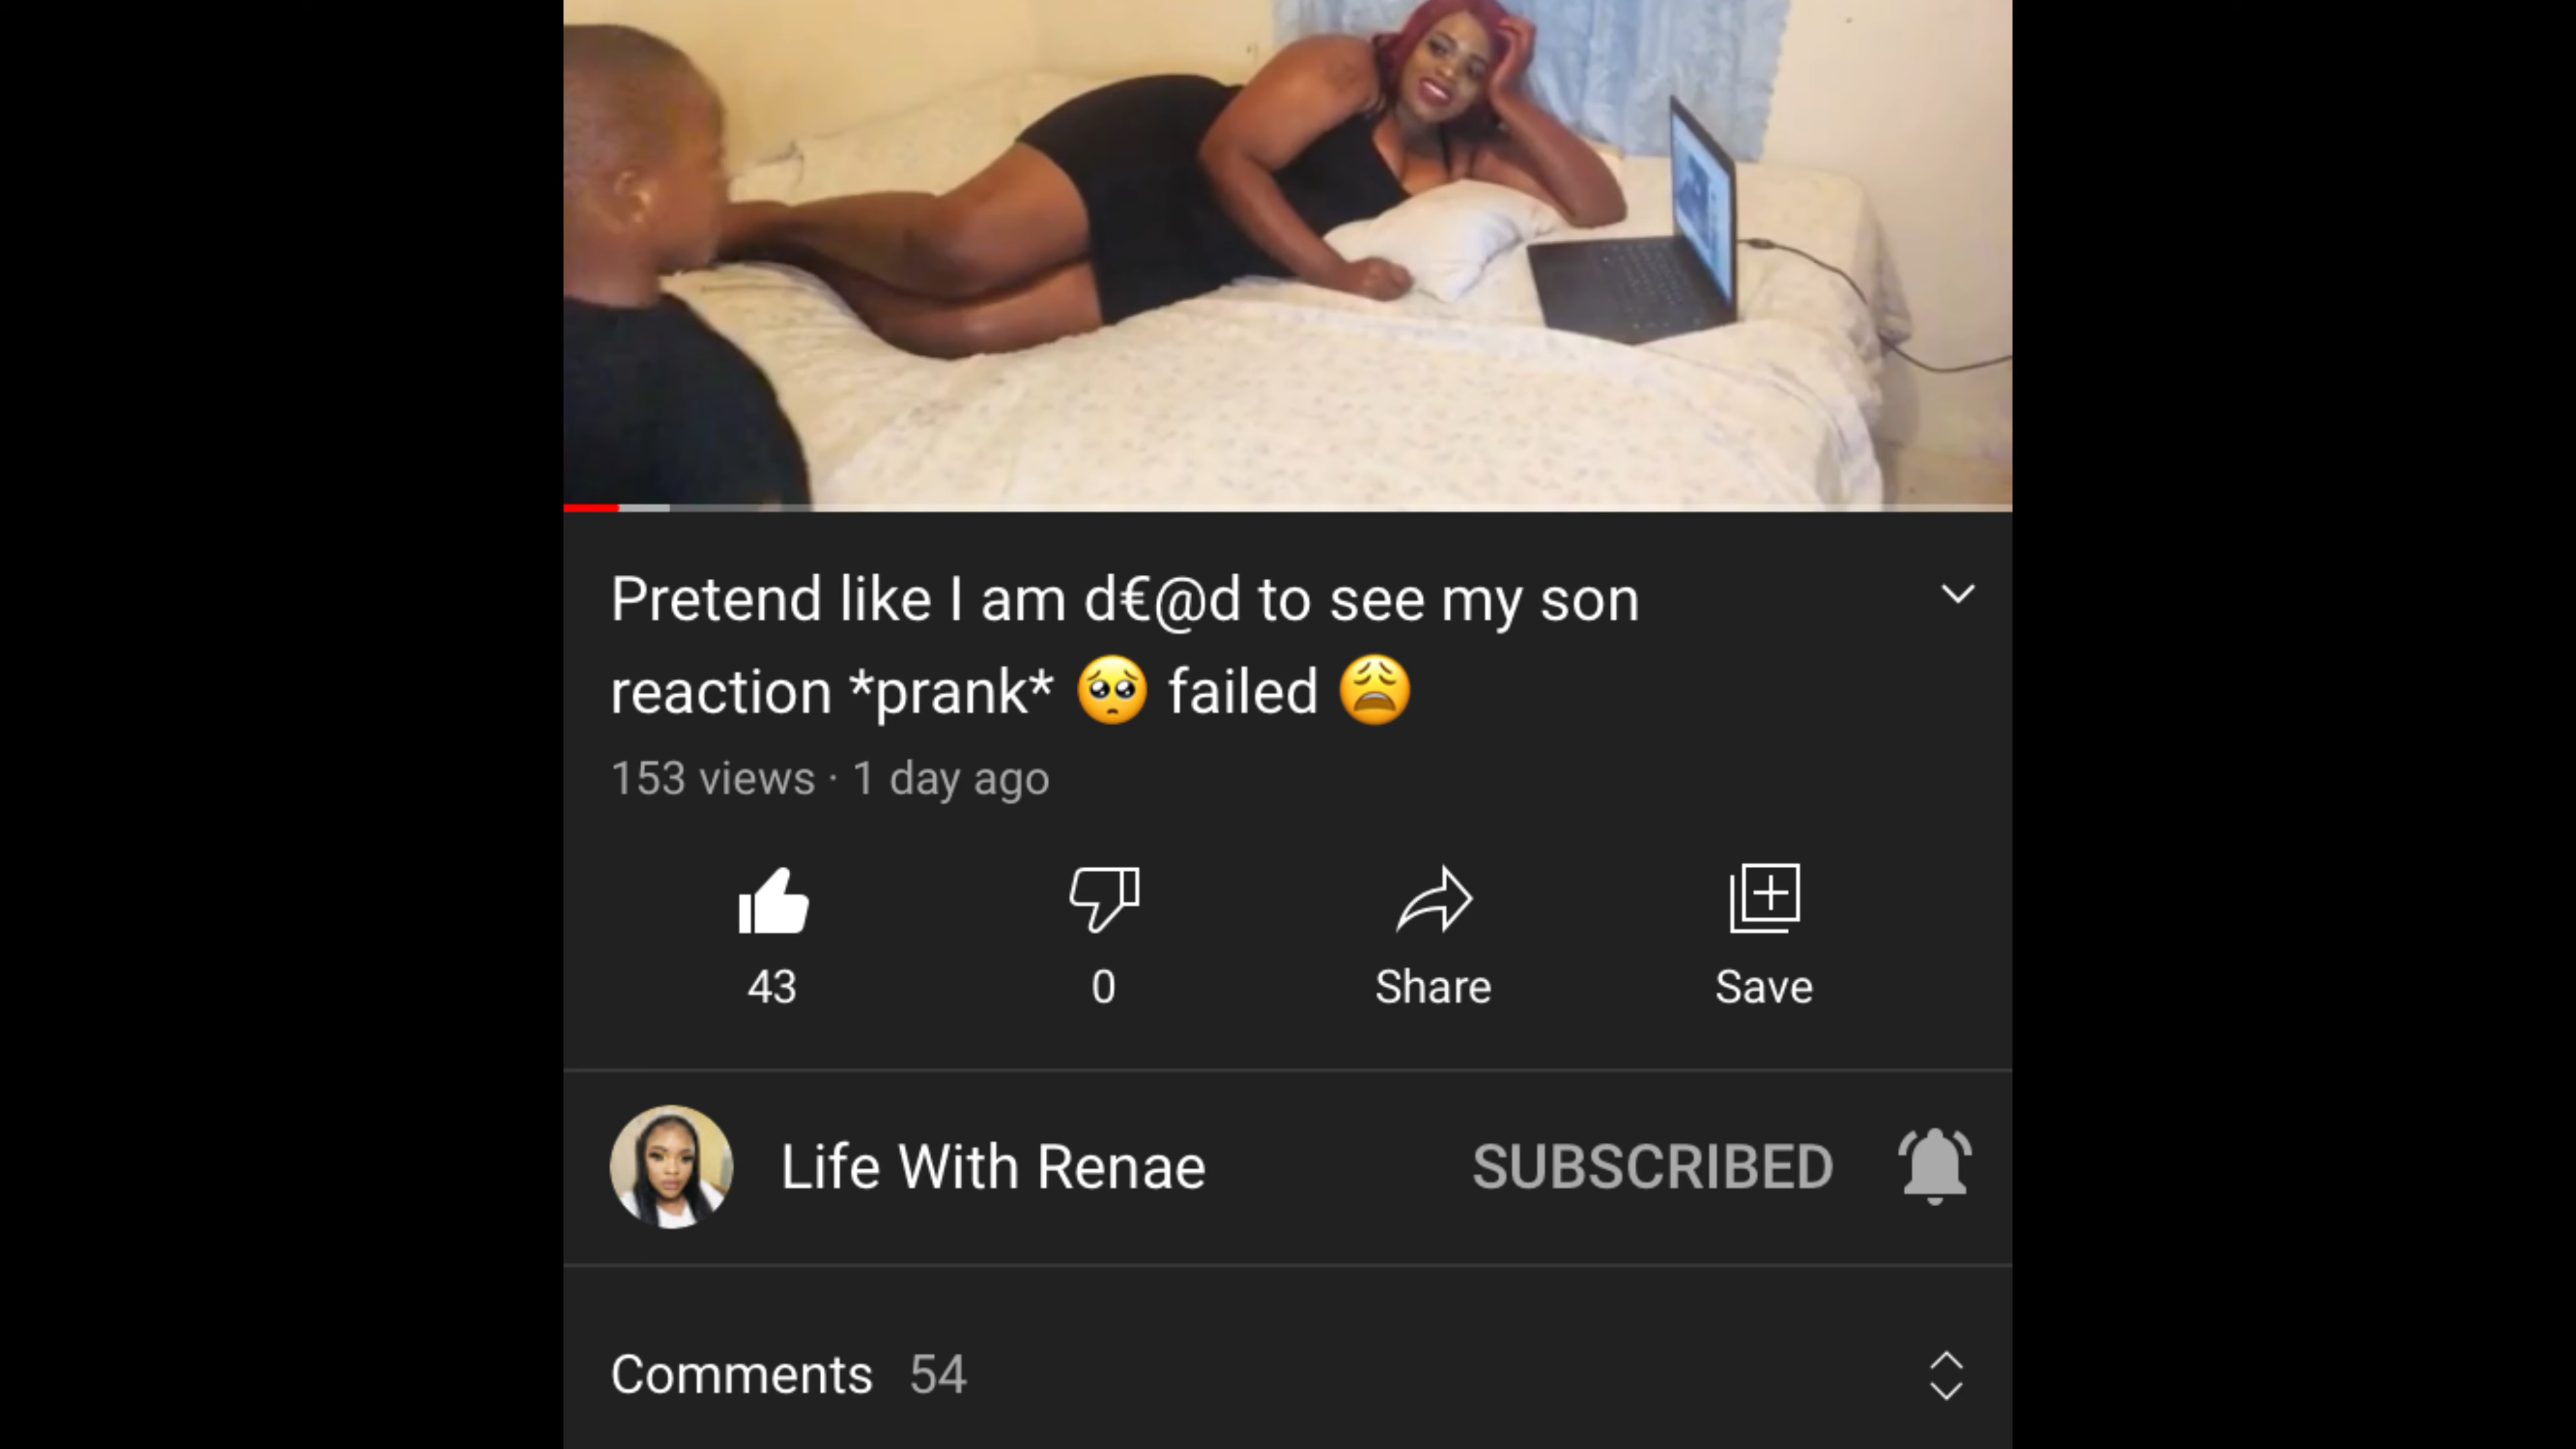 Pretend like I am d€@d to see my son
reaction *prank* 🥺 failed 😩
153 views · 1 day ago
43
0
Share
Save
Life With Renae
SUBSCRIBED
Comments 54